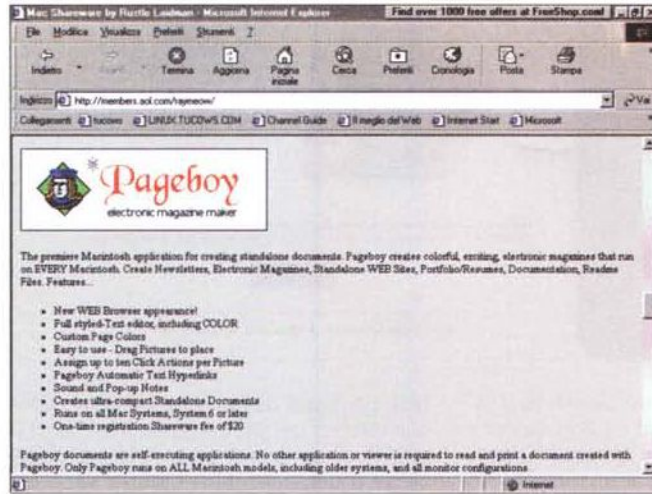 Mac Shareware by Rustle Laidman - Microsoft Internet Explorer
Find over 1000 free offers at FreeShop.com!
File Modifica Visualizza Preferiti Strumenti ?
Indietro Termina Aggiorna Pagina iniziale Cerca Preferiti Cronologia Posta Stampa
Indirizzo http://members.aol.com/raymeow/ Vai
Collegamenti tucows LINUX.TUCOWS.COM Channel Guide Il meglio del Web Internet Start Microsoft
Pageboy
electronic magazine maker
The premiere Macintosh application for creating standalone documents. Pageboy creates colorful, exciting, electronic magazines that run
on EVERY Macintosh. Create Newsletters, Electronic Magazines, Standalone WEB Sites, Portfolio/Resumes, Documentation, Readme
Files. Features...
New WEB Browser appearance!
Full styled-Text editor, including COLOR
Custom Page Colors
Easy to use - Drag Pictures to place
Assign up to ten Click Actions per Picture
Pageboy Automatic Text Hyperlinks
Sound and Pop-up Notes
Creates ultra-compact Standalone Documents
Runs on all Mac Systems, System 6 or later
One-time registration Shareware fee of $20
Pageboy documents are self-executing applications. No other application or viewer is required to read and print a document created with
Pageboy. Only Pageboy runs on ALL Macintosh models, including older systems, and all monitor configurations
Internet